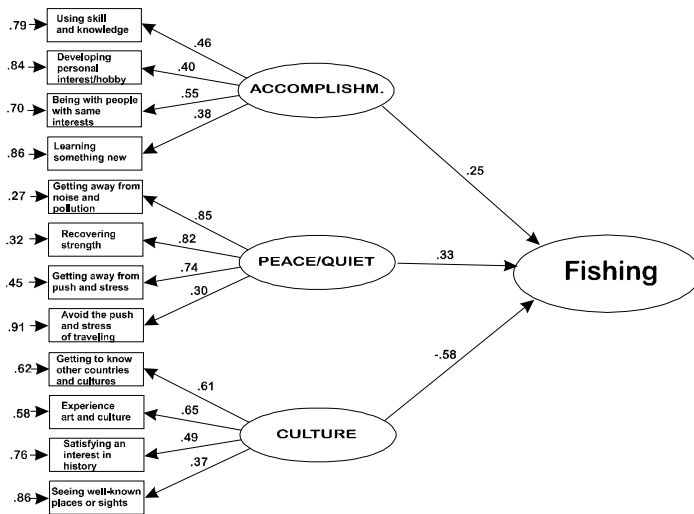 .79
Using skill
and knowledge
.46
.84
Developing
personal
interest/hobby
.40
ACCOMPLISHM.
.70
Being with people
with same
interests
.55
.86
Learning
something new
.38
.25
.27
Getting away from
noise and
pollution
.85
.32
Recovering
strength
.82
PEACE/QUIET
.33
Fishing
.45
Getting away from
push and stress
.74
.91
Avoid the push
and stress
of traveling
.30
-.58
.62
Getting to know
other countries
and cultures
.61
.58
Experience
art and culture
.65
CULTURE
.76
Satisfying an
interest in
history
.49
.86
Seeing well-known
places or sights
.37